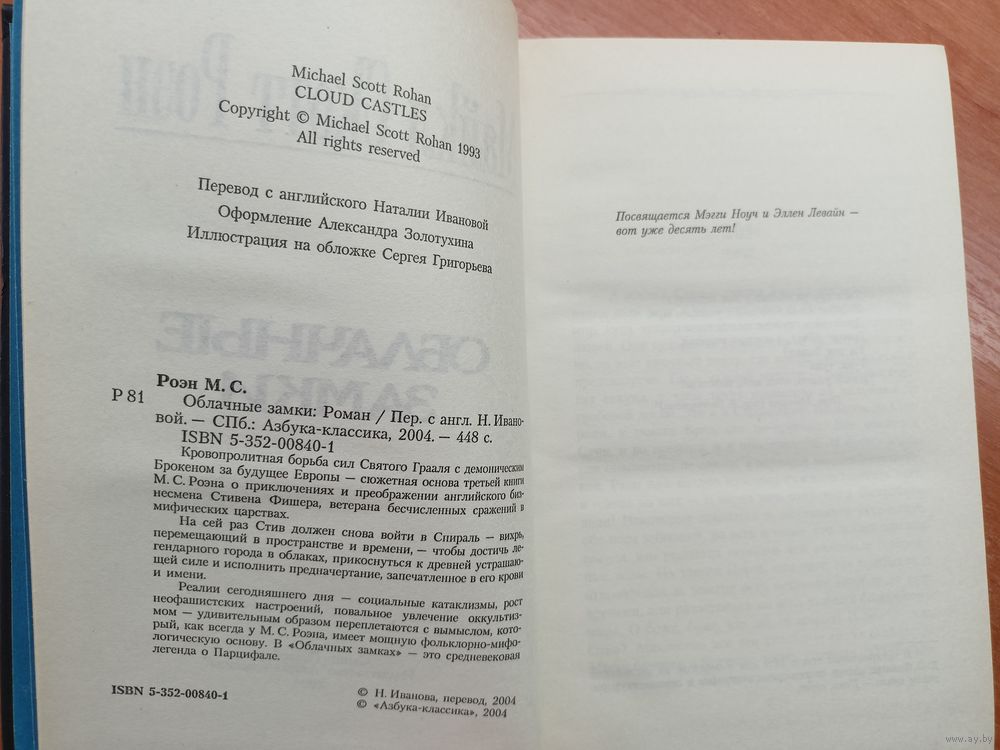 Michael Scott Rohan
CLOUD CASTLES
Copyright © Michael Scott Rohan 1993
All rights reserved
Перевод с английского Наталии Ивановой
Оформление Александра Золотухина
Иллюстрация на обложке Сергея Григорьева
ОБЛАЧНЫЕ
ЗАМКИ
Роэн М. С.
Р 81
Облачные замки: Роман / Пер. с англ. Н. Ивано-
вой. — СПб.: Азбука-классика, 2004. — 448 с.
ISBN 5-352-00840-1
Кровопролитная борьба сил Святого Грааля с демоническим
Брокеном за будущее Европы — сюжетная основа третьей книги
М. С. Роэна о приключениях и преображении английского биз-
несмена Стивена Фишера, ветерана бесчисленных сражений в
мифических царствах.
На сей раз Стив должен снова войти в Спираль — вихрь,
перемещающий в пространстве и времени, — чтобы достичь ле-
гендарного города в облаках, прикоснуться к древней устрашаю-
щей силе и исполнить предначертание, запечатленное в его крови
и имени.
Реалии сегодняшнего дня — социальные катаклизмы, рост
неофашистских настроений, повальное увлечение оккультиз-
мом — удивительным образом переплетаются с вымыслом, кото-
рый, как всегда у М. С. Роэна, имеет мощную фольклорно-мифо-
логическую основу. В «Облачных замках» — это средневековая
легенда о Парцифале.
ISBN 5-352-00840-1
© Н. Иванова, перевод, 2004
© «Азбука-классика», 2004
Посвящается Мэгги Ноуч и Эллен Левайн —
вот уже десять лет!
www.ay.by